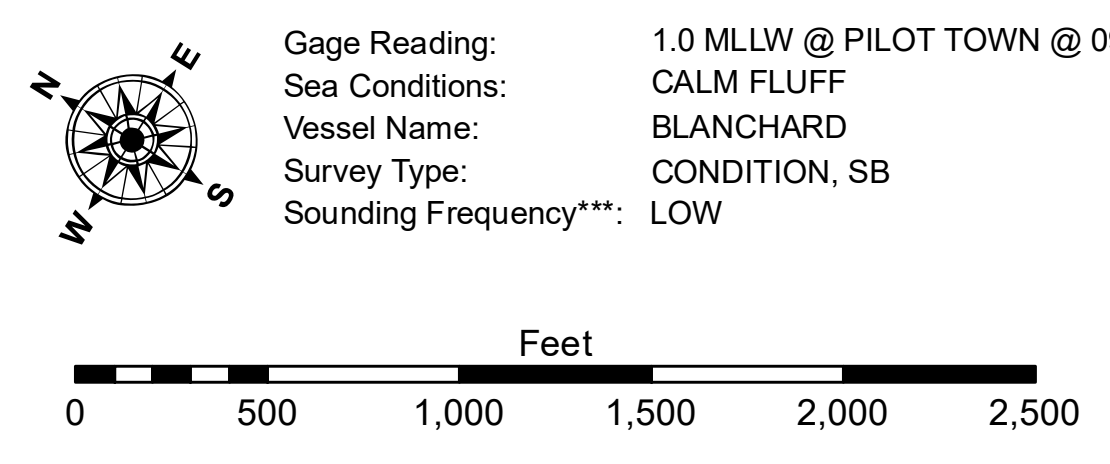 N
E
S
W
Gage Reading: 1.0 MLLW @ PILOT TOWN @
Sea Conditions: CALM FLUFF
Vessel Name: BLANCHARD
Survey Type: CONDITION, SB
Sounding Frequency***: LOW
Feet
0 500 1,000 1,500 2,000 2,500